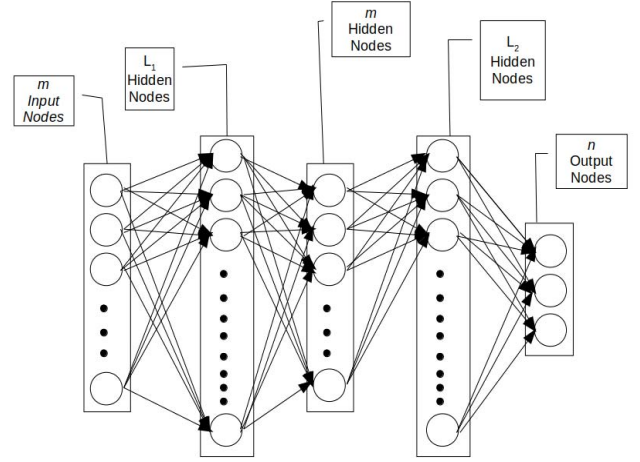 m
Input
Nodes
L₁
Hidden
Nodes
m
Hidden
Nodes
L₂
Hidden
Nodes
n
Output
Nodes